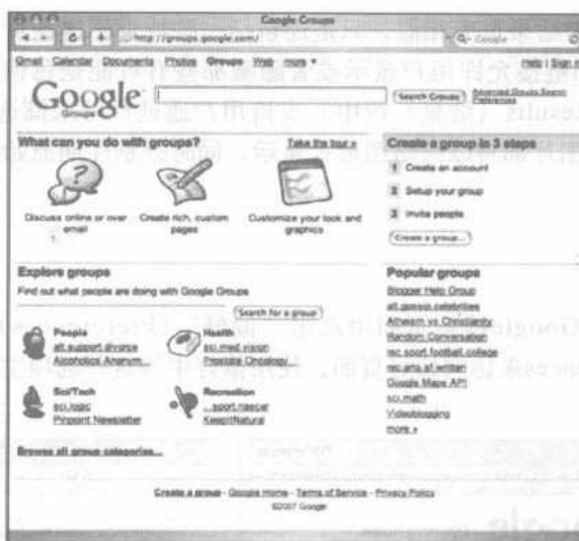 Google Groups
http://groups.google.com/
Google
Gmail Calendar Documents Photos Groups Web more ▼
Help | Sign in
Google
Groups
Search Groups
Advanced Groups Search
Preferences
What can you do with groups?
Take the tour »
Discuss online or over email
Create rich, custom pages
Customize your look and graphics
Create a group in 3 steps
1 Create an account
2 Setup your group
3 Invite people
Create a group...
Explore groups
Find out what people are doing with Google Groups
Search for a group
People
alt.support.divorce
Alcoholics Anonym.
Health
sci.med.vision
Prostate Oncology
Sci/Tech
sci.logic
Pinpoint Newsletter
Recreation
...sport.nascar
KeepItNatural
Browse all group categories...
Popular groups
Blogger Help Group
alt.gossip.celebrities
Atheism vs Christianity
Random Conversation
rec.sport.football.college
rec.arts.sf.written
Google Maps API
sci.math
Videoblogging
more »
Create a group - Google Home - Terms of Service - Privacy Policy
©2007 Google